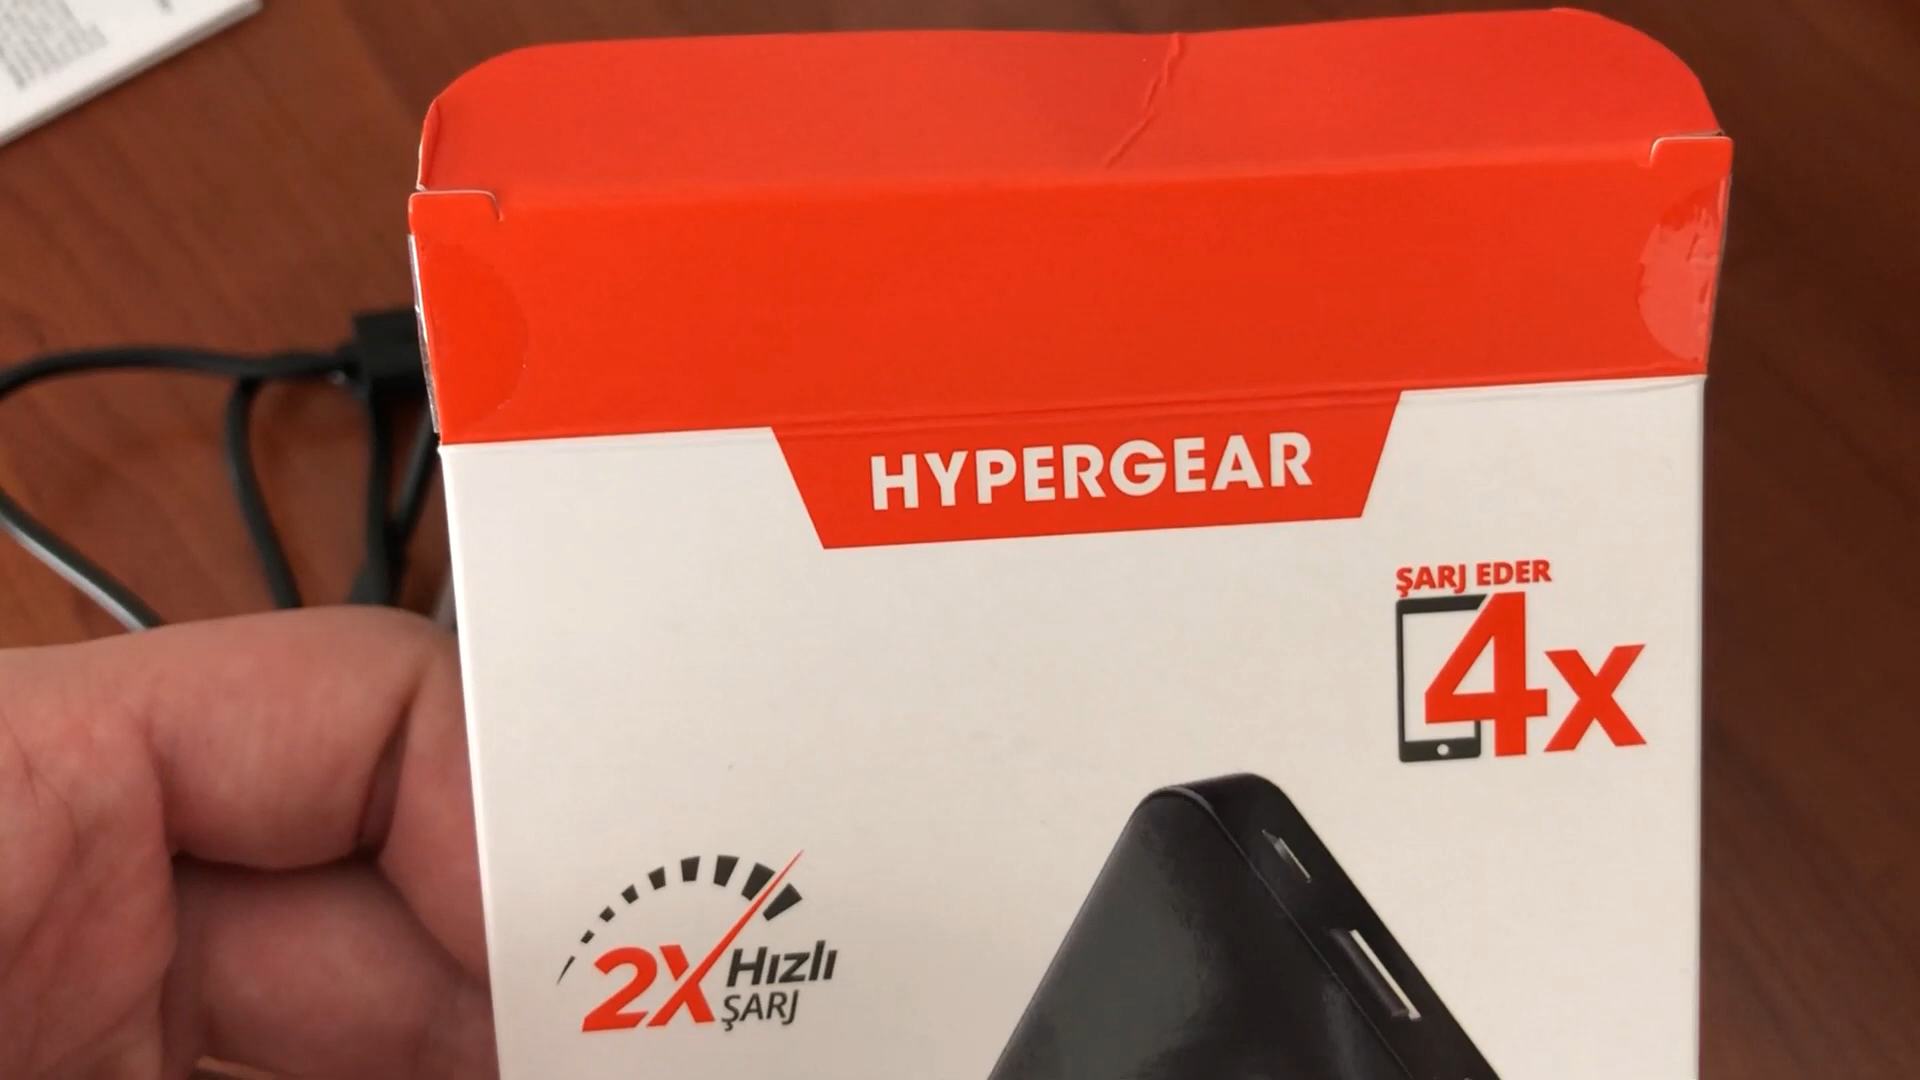 HYPERGEAR
ŞARJ EDER
4x
2X Hızlı
ŞARJ